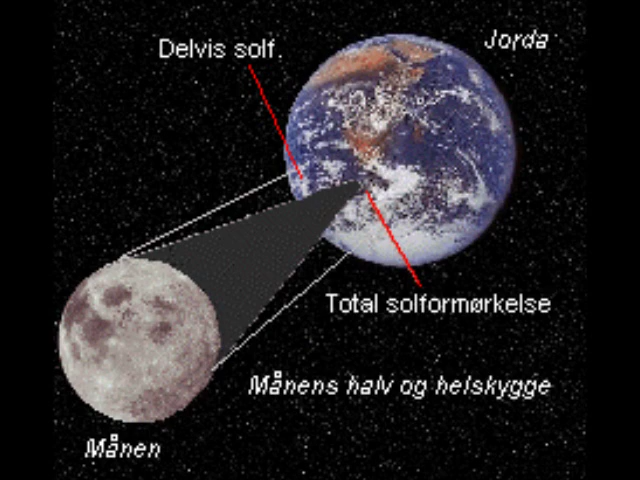 Delvis solf.
Jorda
Total solformørkelse
Månens halv og helskygge
Månen